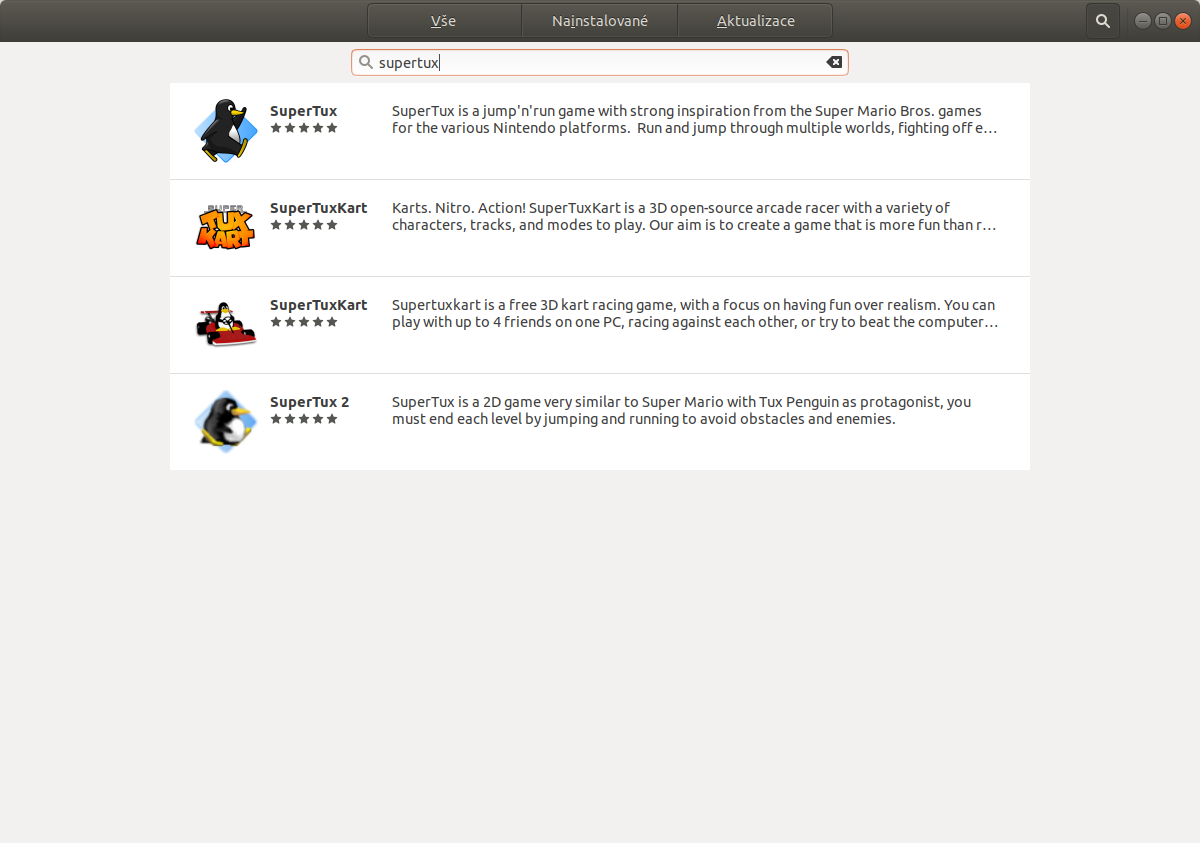 Vše
Nainstalované
Aktualizace
supertux
SuperTux
SuperTux is a jump'n'run game with strong inspiration from the Super Mario Bros. games
for the various Nintendo platforms.  Run and jump through multiple worlds, fighting off e…
SUPER
TUX
KART
SuperTuxKart
Karts. Nitro. Action! SuperTuxKart is a 3D open-source arcade racer with a variety of
characters, tracks, and modes to play. Our aim is to create a game that is more fun than r…
SuperTuxKart
Supertuxkart is a free 3D kart racing game, with a focus on having fun over realism. You can
play with up to 4 friends on one PC, racing against each other, or try to beat the computer…
SuperTux 2
SuperTux is a 2D game very similar to Super Mario with Tux Penguin as protagonist, you
must end each level by jumping and running to avoid obstacles and enemies.